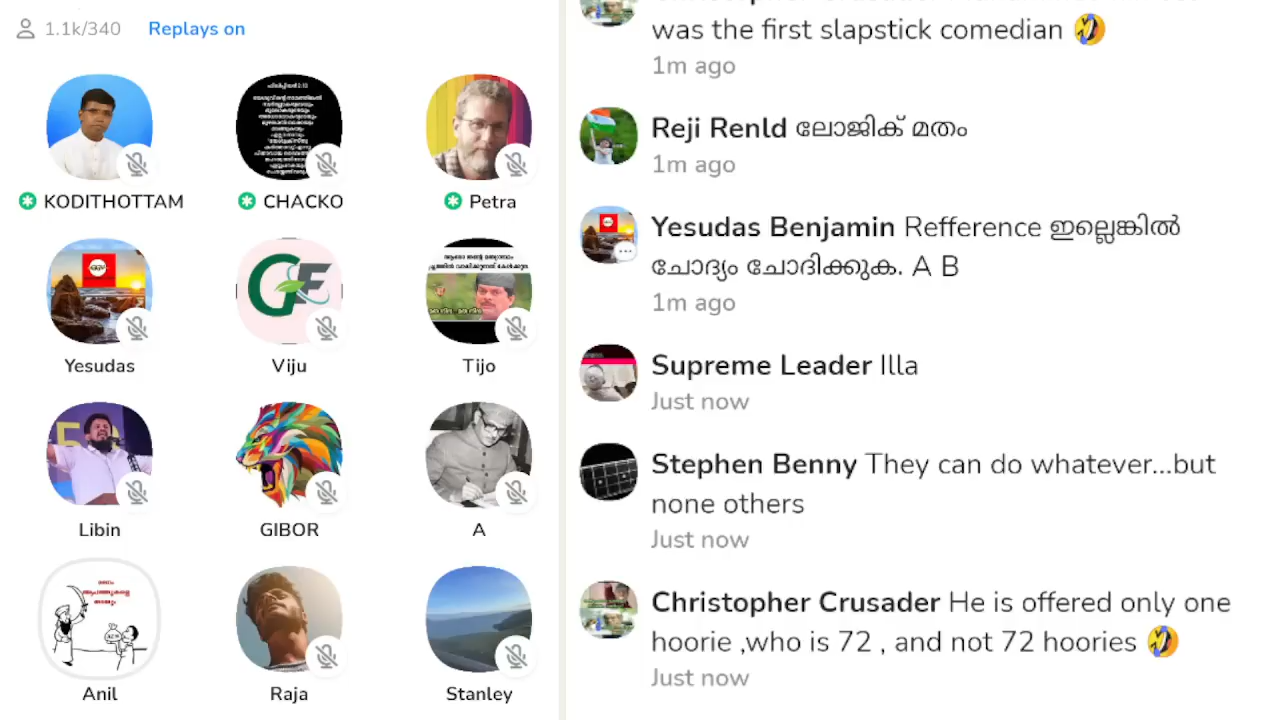 1.1k/340 Replays on
KODITHOTTAM
CHACKO
Petra
Yesudas
Viju
Tijo
Libin
GIBOR
A
Anil
Raja
Stanley
was the first slapstick comedian 🤣
1m ago
Reji Renld ലോജിക് മതം
1m ago
Yesudas Benjamin Refference ഇല്ലെങ്കിൽ
ചോദ്യം ചോദിക്കുക. A B
1m ago
Supreme Leader Illa
Just now
Stephen Benny They can do whatever...but
none others
Just now
Christopher Crusader He is offered only one
hoorie ,who is 72 , and not 72 hoories 🤣
Just now